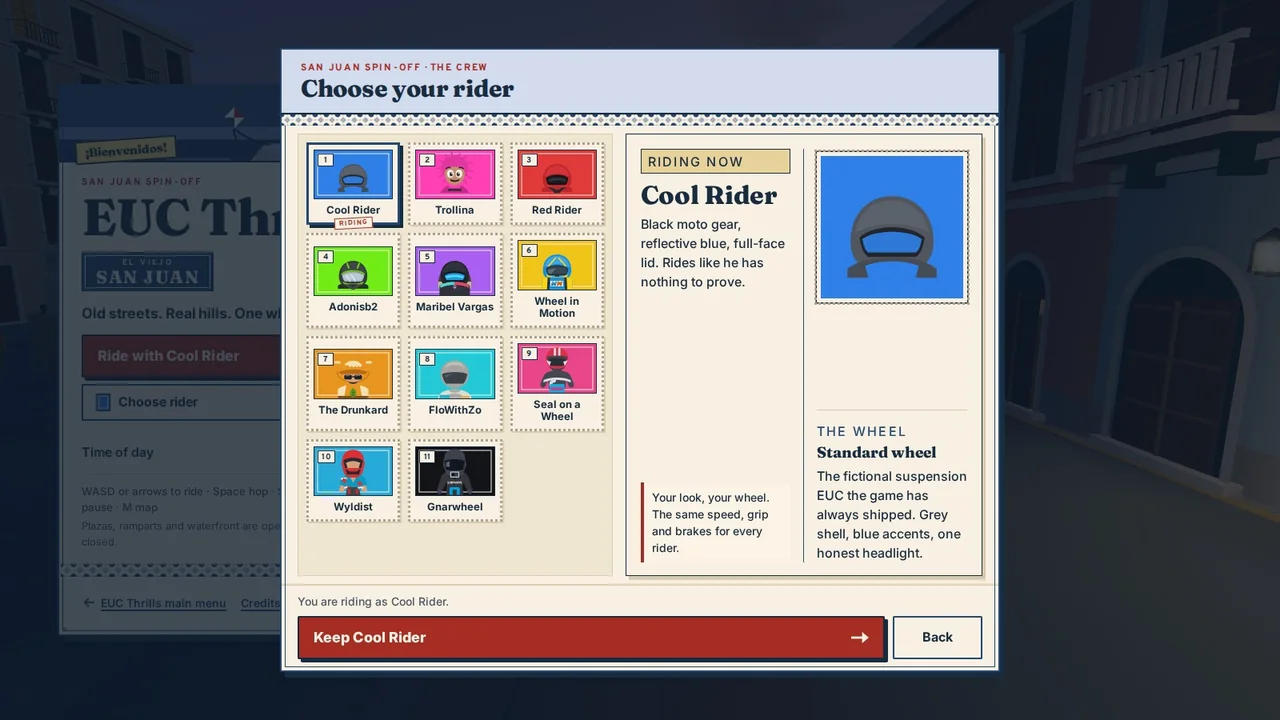 SAN JUAN SPIN-OFF · THE CREW
Choose your rider
¡Bienvenidos!
SAN JUAN SPIN-OFF
EUC Thr
EL VIEJO
SAN JUAN
Old streets. Real hills. One wh
Ride with Cool Rider
Choose rider
Time of day
WASD or arrows to ride · Space hop ·
pause · M map
Plazas, ramparts and waterfront are ope
closed.
← EUC Thrills main menu
Credits
1
Cool Rider
RIDING
2
Trollina
3
Red Rider
4
Adonisb2
5
Maribel Vargas
6
Wheel in
Motion
7
The Drunkard
8
FloWithZo
9
Seal on a
Wheel
10
Wyldist
11
Gnarwheel
RIDING NOW
Cool Rider
Black moto gear,
reflective blue, full-face
lid. Rides like he has
nothing to prove.
Your look, your wheel.
The same speed, grip
and brakes for every
rider.
THE WHEEL
Standard wheel
The fictional suspension
EUC the game has
always shipped. Grey
shell, blue accents, one
honest headlight.
You are riding as Cool Rider.
Keep Cool Rider →
Back